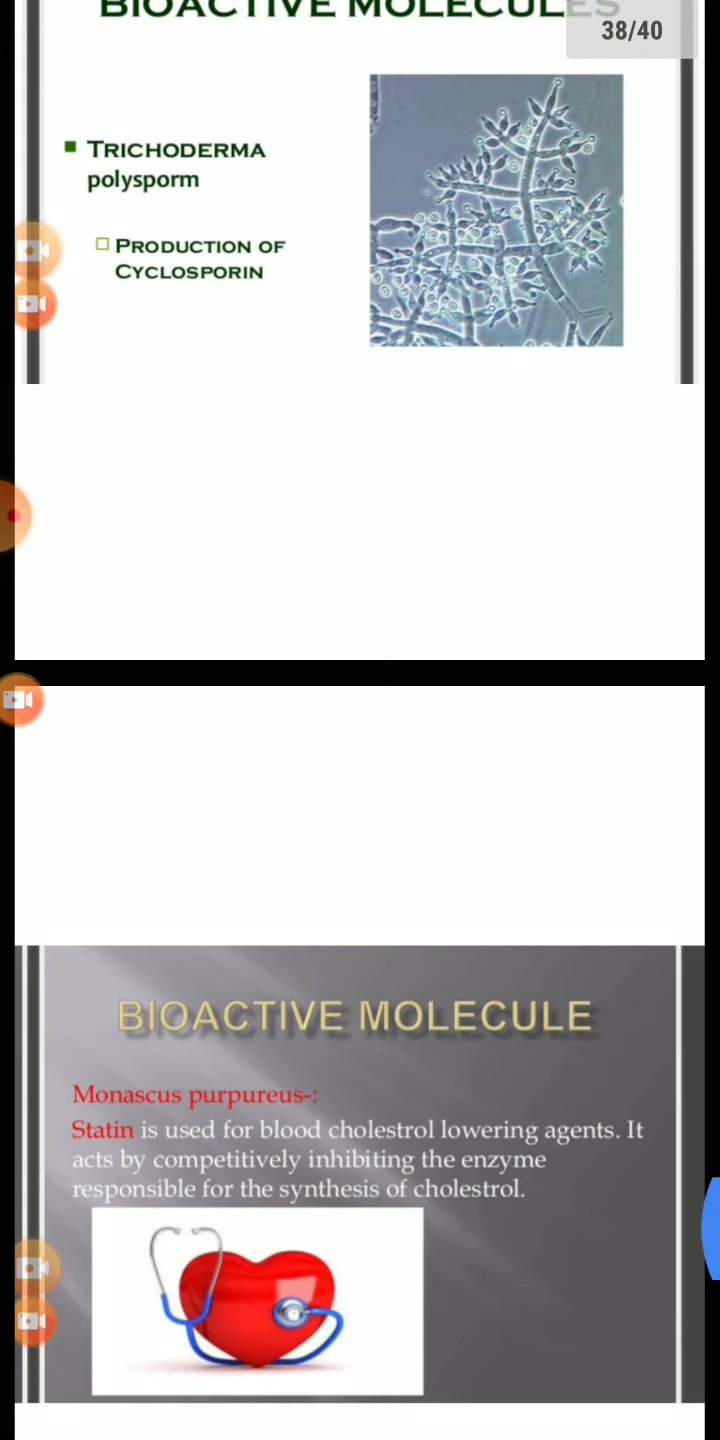 BIOACTIVE MOLECULES
38/40
TRICHODERMA
polysporm
PRODUCTION OF
CYCLOSPORIN
BIOACTIVE MOLECULE
Monascus purpureus-:
Statin is used for blood cholestrol lowering agents. It
acts by competitively inhibiting the enzyme
responsible for the synthesis of cholestrol.